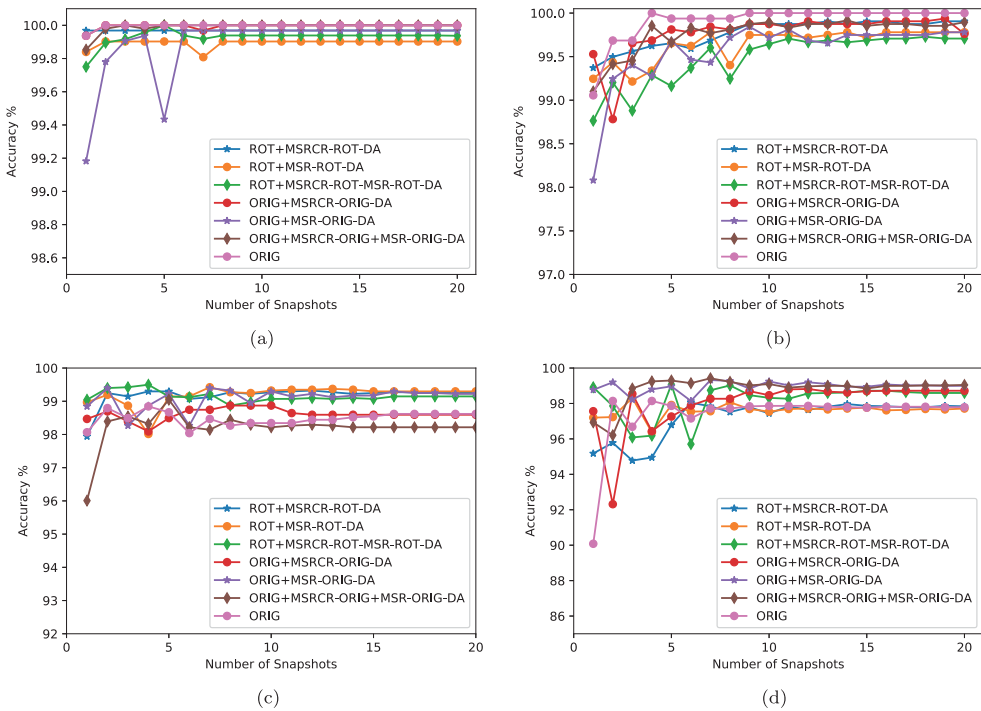 100.0
99.8
99.6
99.4
99.2
99.0
98.8
98.6
Accuracy %
0
5
10
15
20
Number of Snapshots
ROT+MSRCR-ROT-DA
ROT+MSR-ROT-DA
ROT+MSRCR-ROT-MSR-ROT-DA
ORIG+MSRCR-ORIG-DA
ORIG+MSR-ORIG-DA
ORIG+MSRCR-ORIG+MSR-ORIG-DA
ORIG
(a)
100.0
99.5
99.0
98.5
98.0
97.5
97.0
Accuracy %
0
5
10
15
20
Number of Snapshots
ROT+MSRCR-ROT-DA
ROT+MSR-ROT-DA
ROT+MSRCR-ROT-MSR-ROT-DA
ORIG+MSRCR-ORIG-DA
ORIG+MSR-ORIG-DA
ORIG+MSRCR-ORIG+MSR-ORIG-DA
ORIG
(b)
100
99
98
97
96
95
94
93
92
Accuracy %
0
5
10
15
20
Number of Snapshots
ROT+MSRCR-ROT-DA
ROT+MSR-ROT-DA
ROT+MSRCR-ROT-MSR-ROT-DA
ORIG+MSRCR-ORIG-DA
ORIG+MSR-ORIG-DA
ORIG+MSRCR-ORIG+MSR-ORIG-DA
ORIG
(c)
100
98
96
94
92
90
88
86
Accuracy %
0
5
10
15
20
Number of Snapshots
ROT+MSRCR-ROT-DA
ROT+MSR-ROT-DA
ROT+MSRCR-ROT-MSR-ROT-DA
ORIG+MSRCR-ORIG-DA
ORIG+MSR-ORIG-DA
ORIG+MSRCR-ORIG+MSR-ORIG-DA
ORIG
(d)